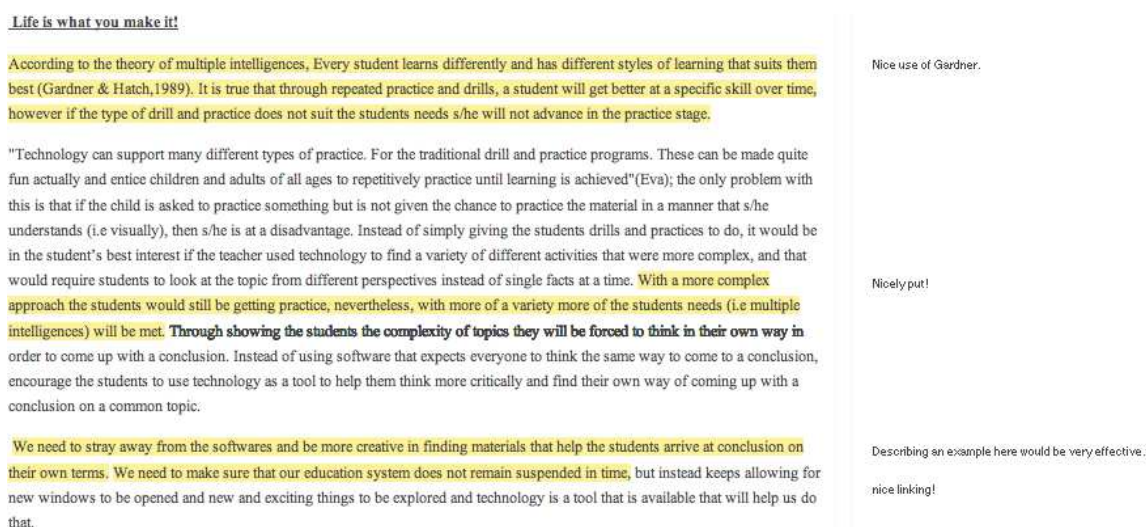 Life is what you make it!
According to the theory of multiple intelligences, Every student learns differently and has different styles of learning that suits them
best (Gardner & Hatch,1989). It is true that through repeated practice and drills, a student will get better at a specific skill over time,
however if the type of drill and practice does not suit the students needs s/he will not advance in the practice stage.
Nice use of Gardner.
"Technology can support many different types of practice. For the traditional drill and practice programs. These can be made quite
fun actually and entice children and adults of all ages to repetitively practice until learning is achieved"(Eva); the only problem with
this is that if the child is asked to practice something but is not given the chance to practice the material in a manner that s/he
understands (i.e visually), then s/he is at a disadvantage. Instead of simply giving the students drills and practices to do, it would be
in the student's best interest if the teacher used technology to find a variety of different activities that were more complex, and that
would require students to look at the topic from different perspectives instead of single facts at a time. With a more complex
approach the students would still be getting practice, nevertheless, with more of a variety more of the students needs (i.e multiple
intelligences) will be met. Through showing the students the complexity of topics they will be forced to think in their own way in
order to come up with a conclusion. Instead of using software that expects everyone to think the same way to come to a conclusion,
encourage the students to use technology as a tool to help them think more critically and find their own way of coming up with a
conclusion on a common topic.
Nicely put!
We need to stray away from the softwares and be more creative in finding materials that help the students arrive at conclusion on
their own terms. We need to make sure that our education system does not remain suspended in time, but instead keeps allowing for
new windows to be opened and new and exciting things to be explored and technology is a tool that is available that will help us do
that.
Describing an example here would be very effective.
nice linking!